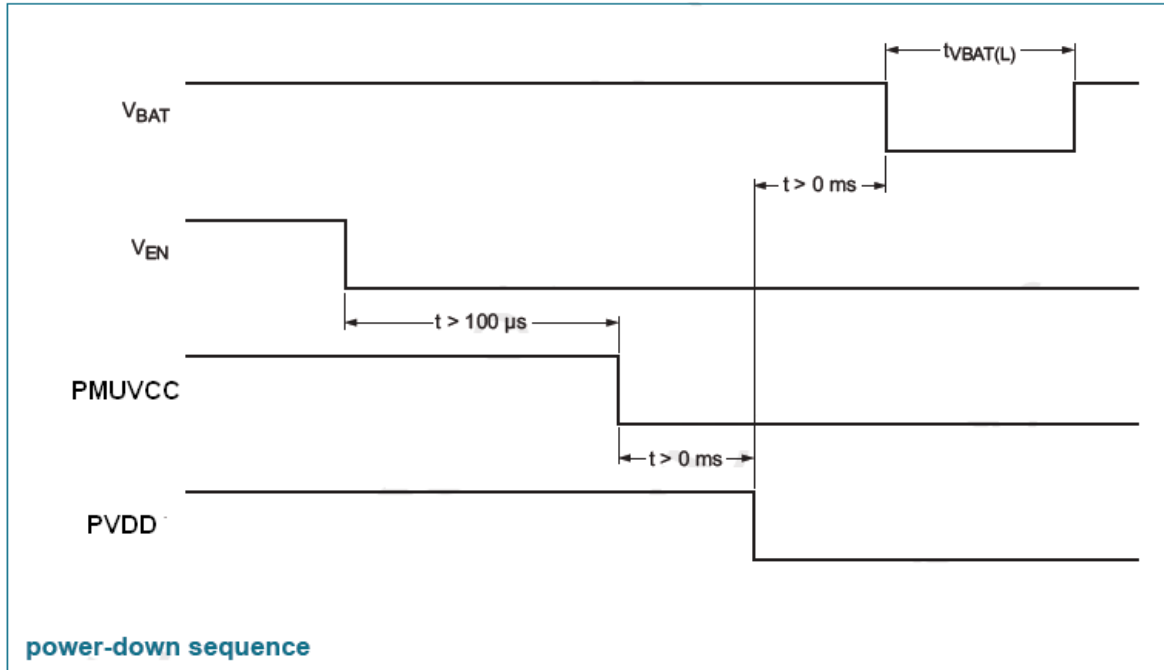 tVBAT(L)
VBAT
t > 0 ms
VEN
t > 100 µs
PMUVCC
t > 0 ms
PVDD
power-down sequence